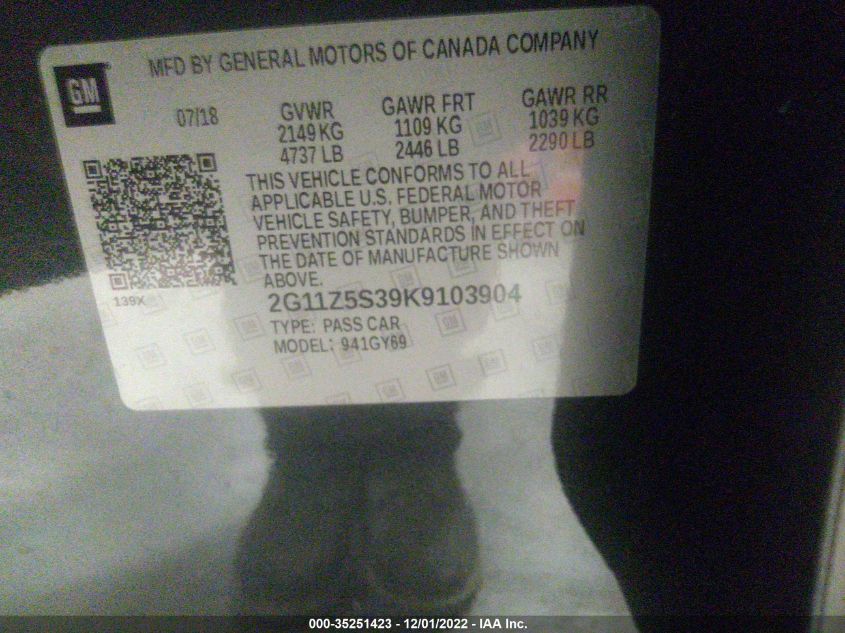 GM
MFD BY GENERAL MOTORS OF CANADA COMPANY
07/18 GVWR GAWR FRT GAWR RR
2149 KG 1109 KG 1039 KG
4737 LB 2446 LB 2290 LB
THIS VEHICLE CONFORMS TO ALL
APPLICABLE U.S. FEDERAL MOTOR
VEHICLE SAFETY, BUMPER, AND THEFT
PREVENTION STANDARDS IN EFFECT ON
THE DATE OF MANUFACTURE SHOWN
ABOVE.
139X
2G11Z5S39K9103904
TYPE: PASS CAR
MODEL: 941GY69
000-35251423 - 12/01/2022 - IAA Inc.